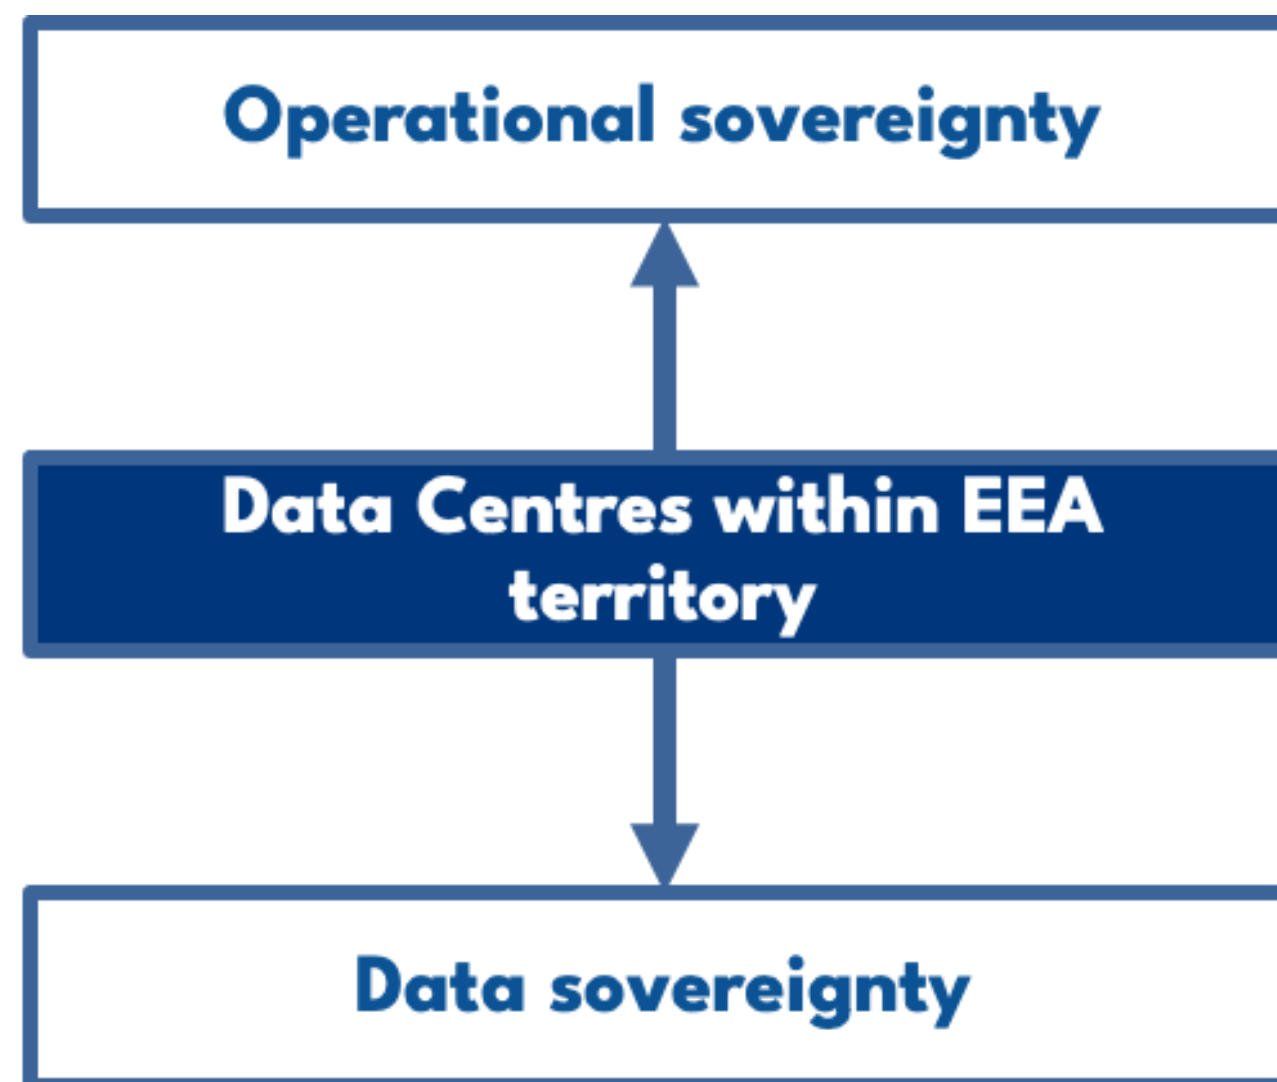 Operational sovereignty
Data Centres within EEA
territory
Data sovereignty